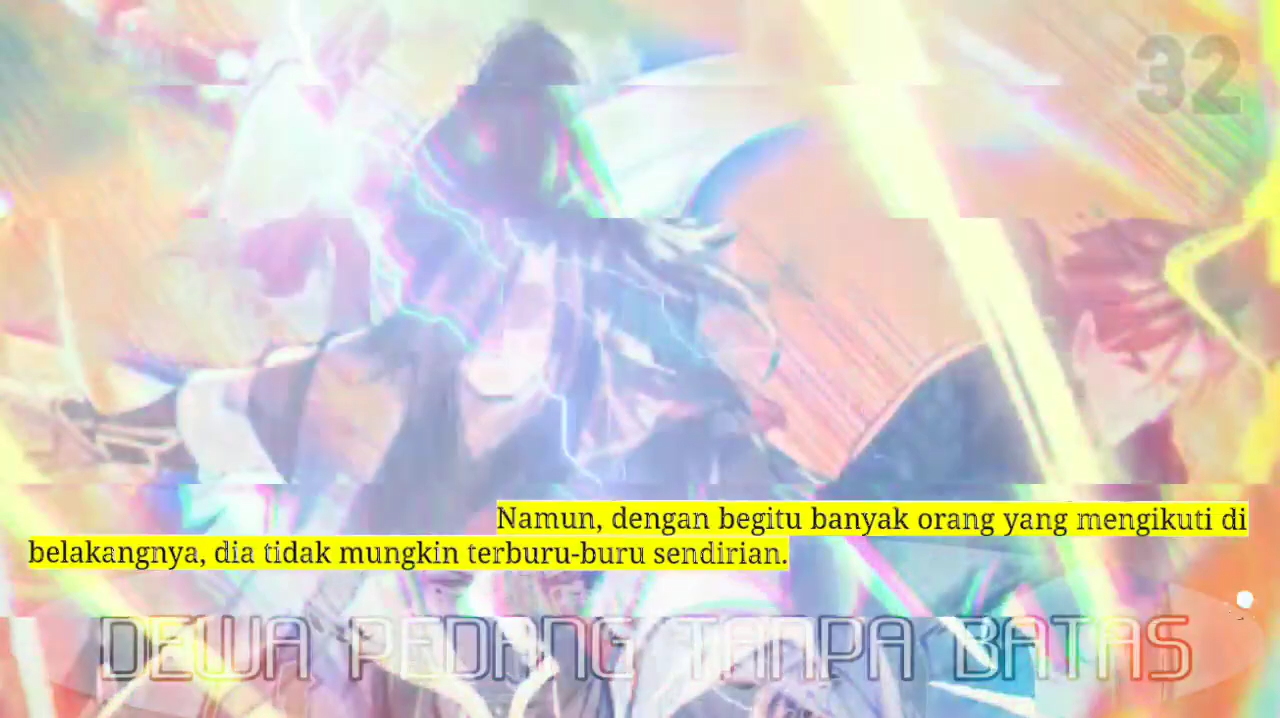 32
Namun, dengan begitu banyak orang yang mengikuti di
belakangnya, dia tidak mungkin terburu-buru sendirian.
DEWA PEDANG TANPA BATAS